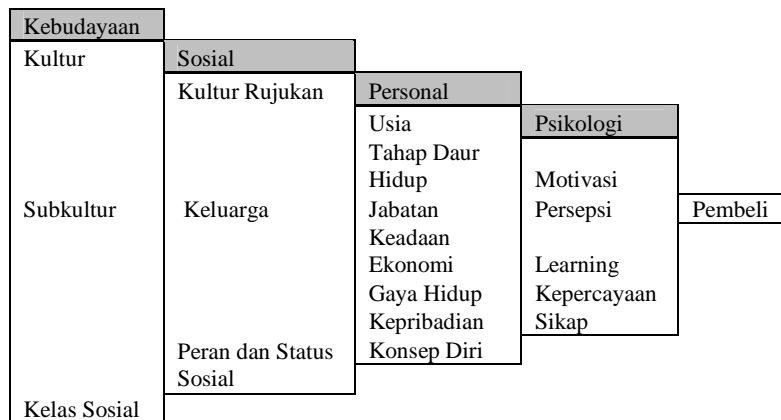 Kebudayaan
Kultur
Subkultur
Kelas Sosial
Sosial
Kultur Rujukan
Keluarga
Peran dan Status
Sosial
Personal
Usia
Tahap Daur
Hidup
Jabatan
Keadaan
Ekonomi
Gaya Hidup
Kepribadian
Konsep Diri
Psikologi
Motivasi
Persepsi
Learning
Kepercayaan
Sikap
Pembeli